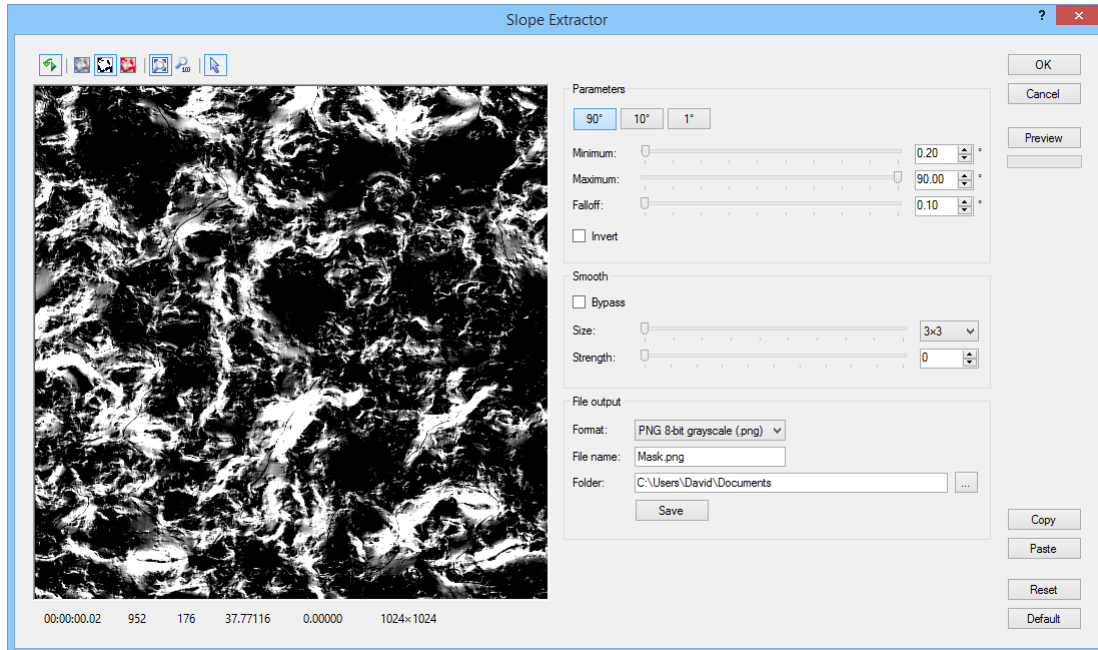 Slope Extractor
? ×
100
OK
Cancel
Preview
Parameters
90° 10° 1°
Minimum: 0.20 °
Maximum: 90.00 °
Falloff: 0.10 °
Invert
Smooth
Bypass
Size: 3×3
Strength: 0
File output
Format: PNG 8-bit grayscale (.png)
File name: Mask.png
Folder: C:\Users\David\Documents ...
Save
Copy
Paste
Reset
Default
00:00:00.02 952 176 37.77116 0.00000 1024×1024